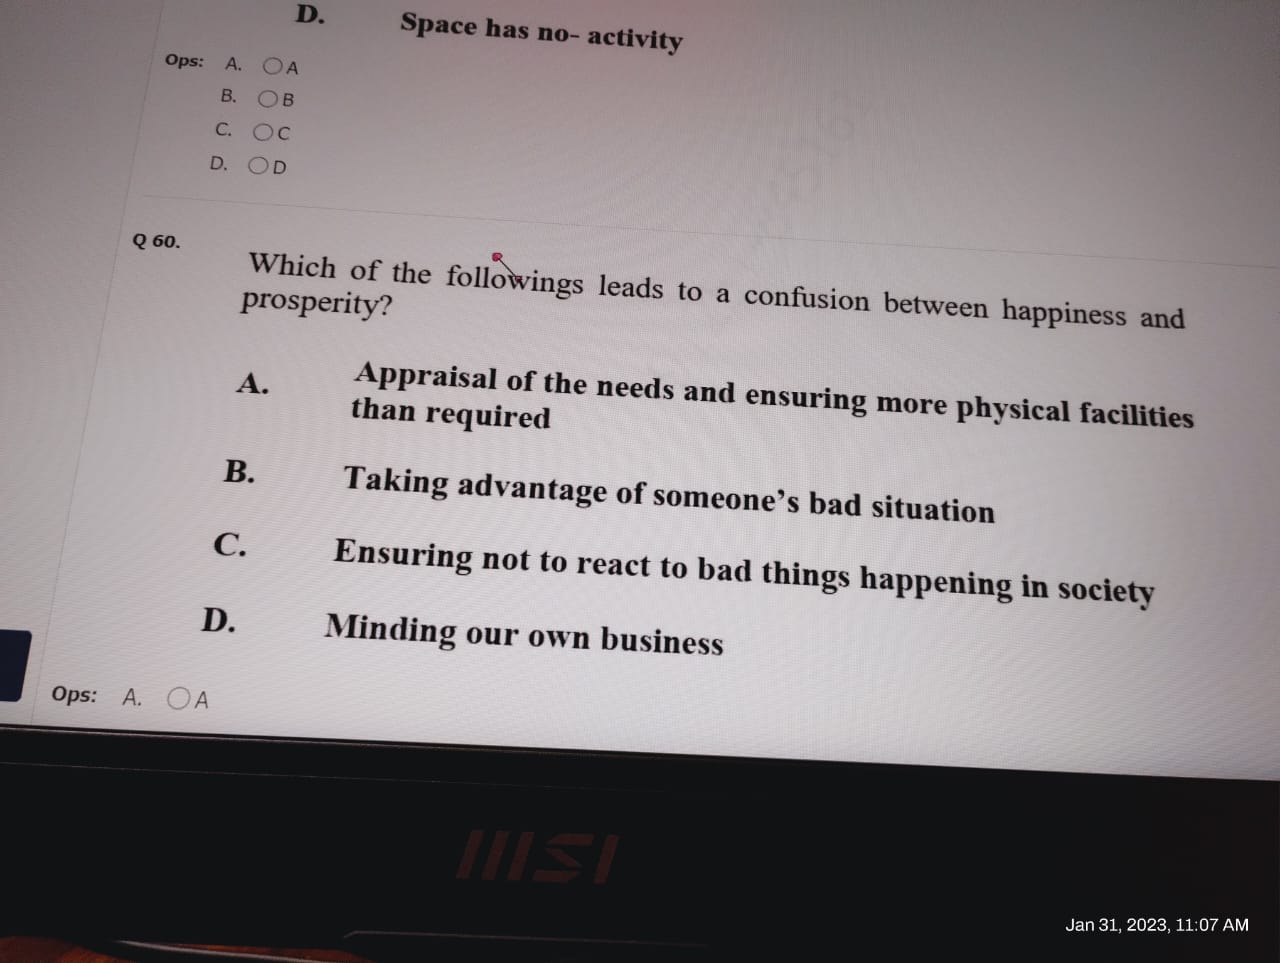 D. Space has no- activity
Ops: A. A
B. B
C. C
D. D
Q 60.
Which of the followings leads to a confusion between happiness and
prosperity?
A. Appraisal of the needs and ensuring more physical facilities
than required
B. Taking advantage of someone’s bad situation
C. Ensuring not to react to bad things happening in society
D. Minding our own business
Ops: A. A
msi
Jan 31, 2023, 11:07 AM